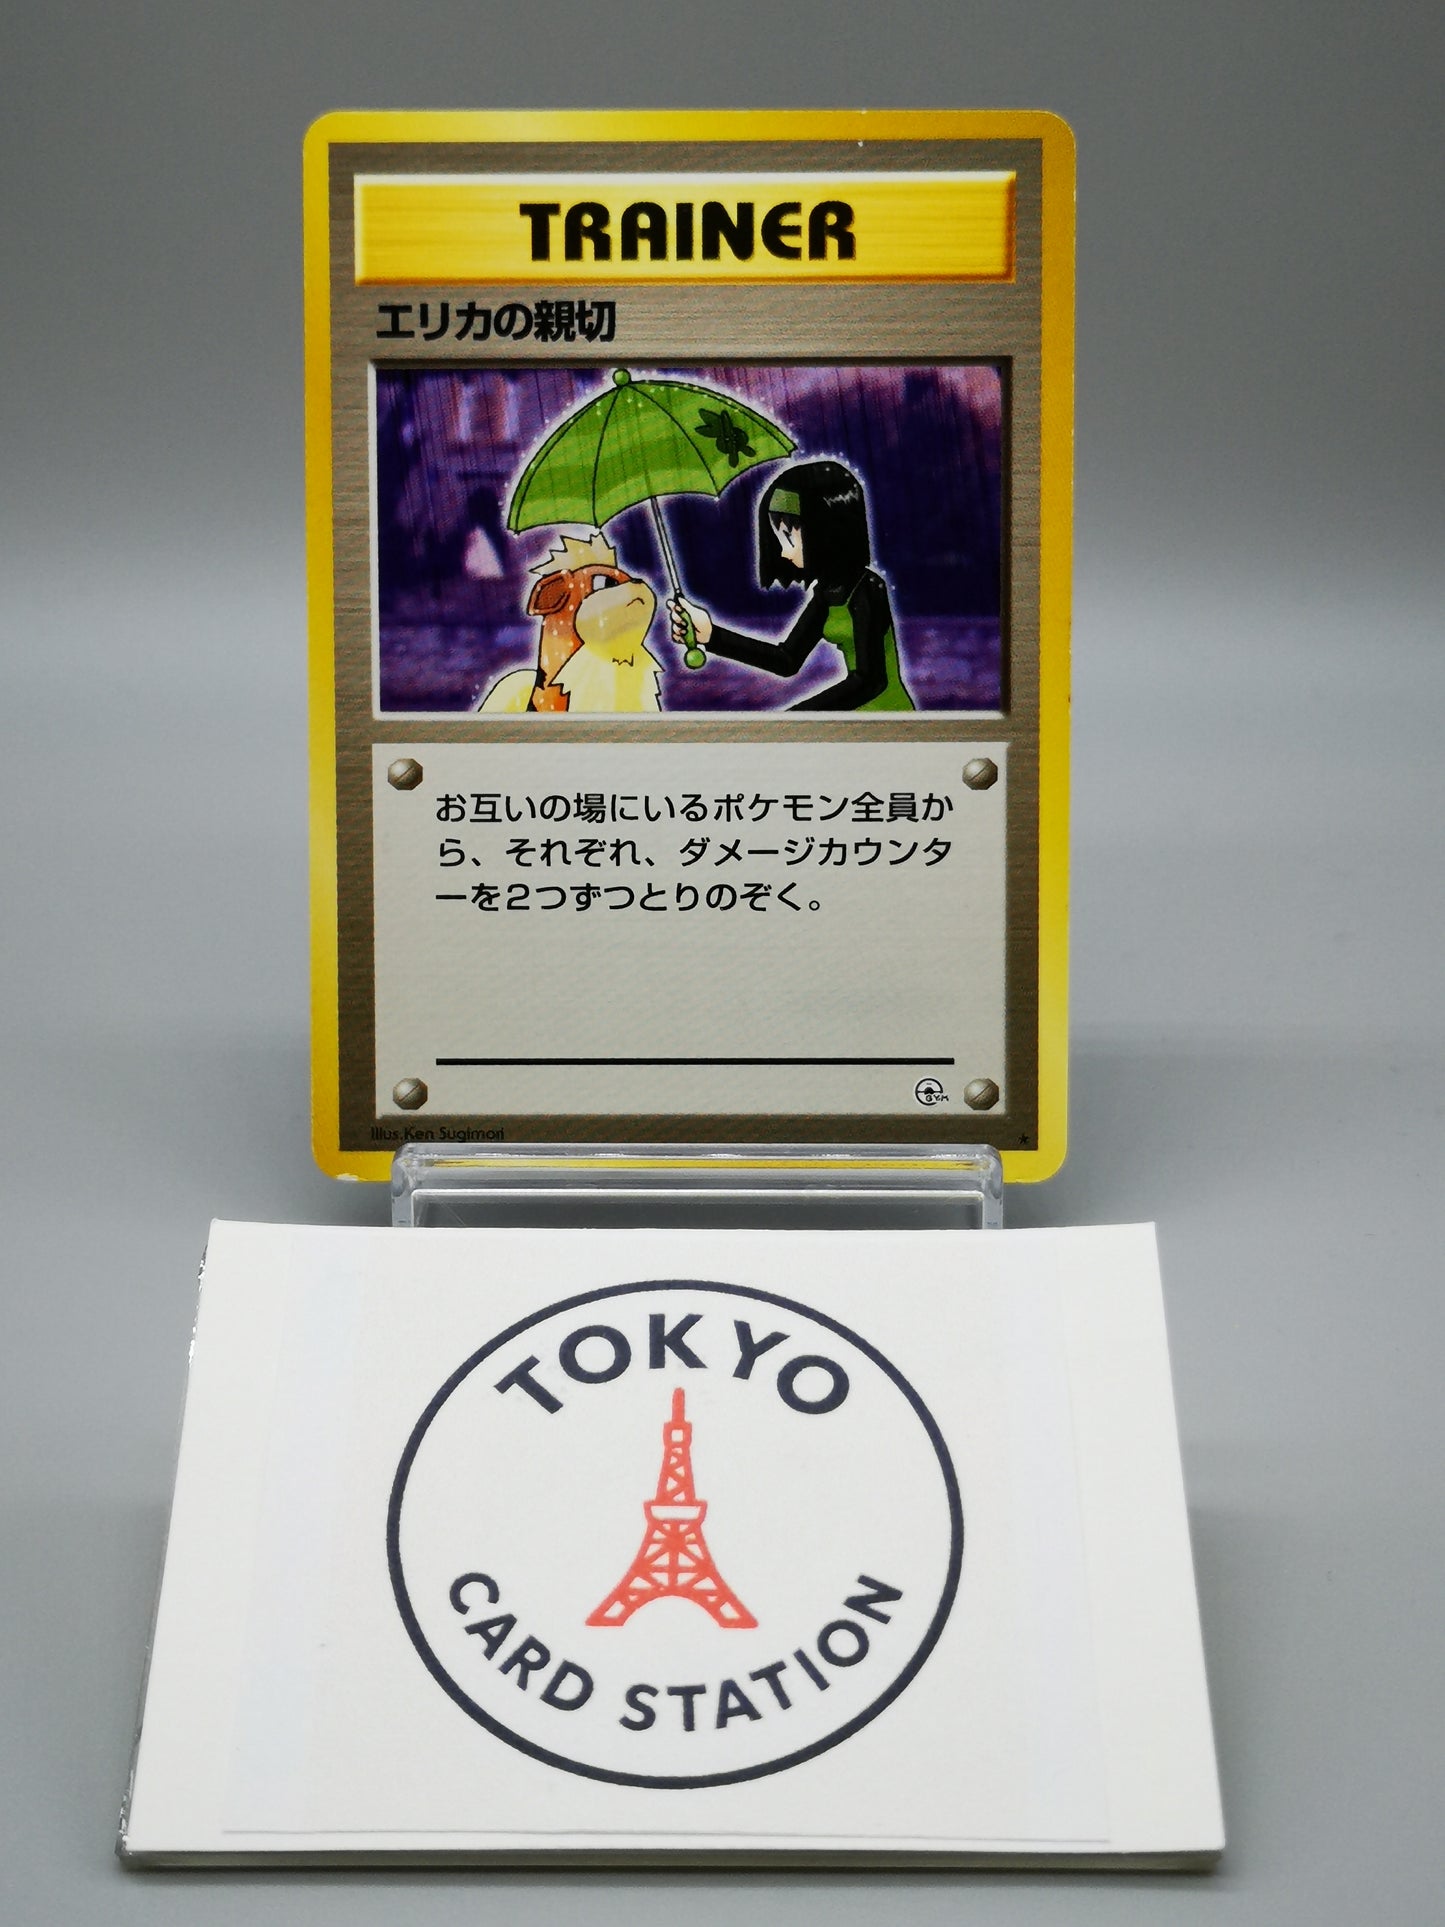 TRAINER
エリカの親切
お互いの場にいるポケモン全員か
ら、それぞれ、ダメージカウンタ
ーを2つずつとりのぞく。
GYM
Illus.Ken Sugimori
★
TOKYO
CARD STATION